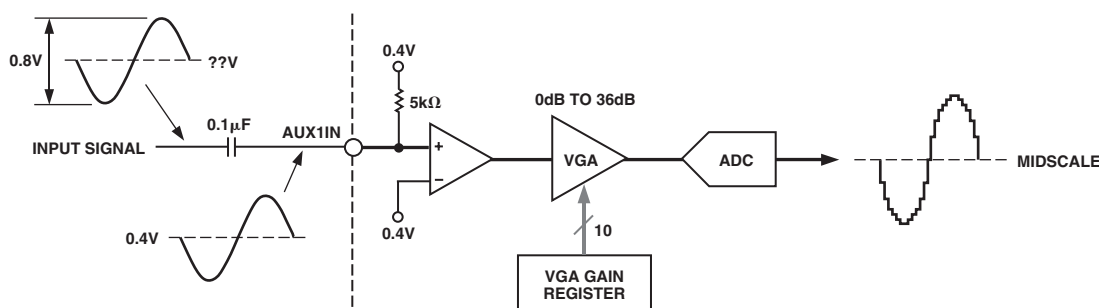 0.8V
??V
0.4V
5kΩ
0dB TO 36dB
0.1μF
AUX1IN
INPUT SIGNAL
+
–
VGA
ADC
MIDSCALE
0.4V
0.4V
10
VGA GAIN
REGISTER